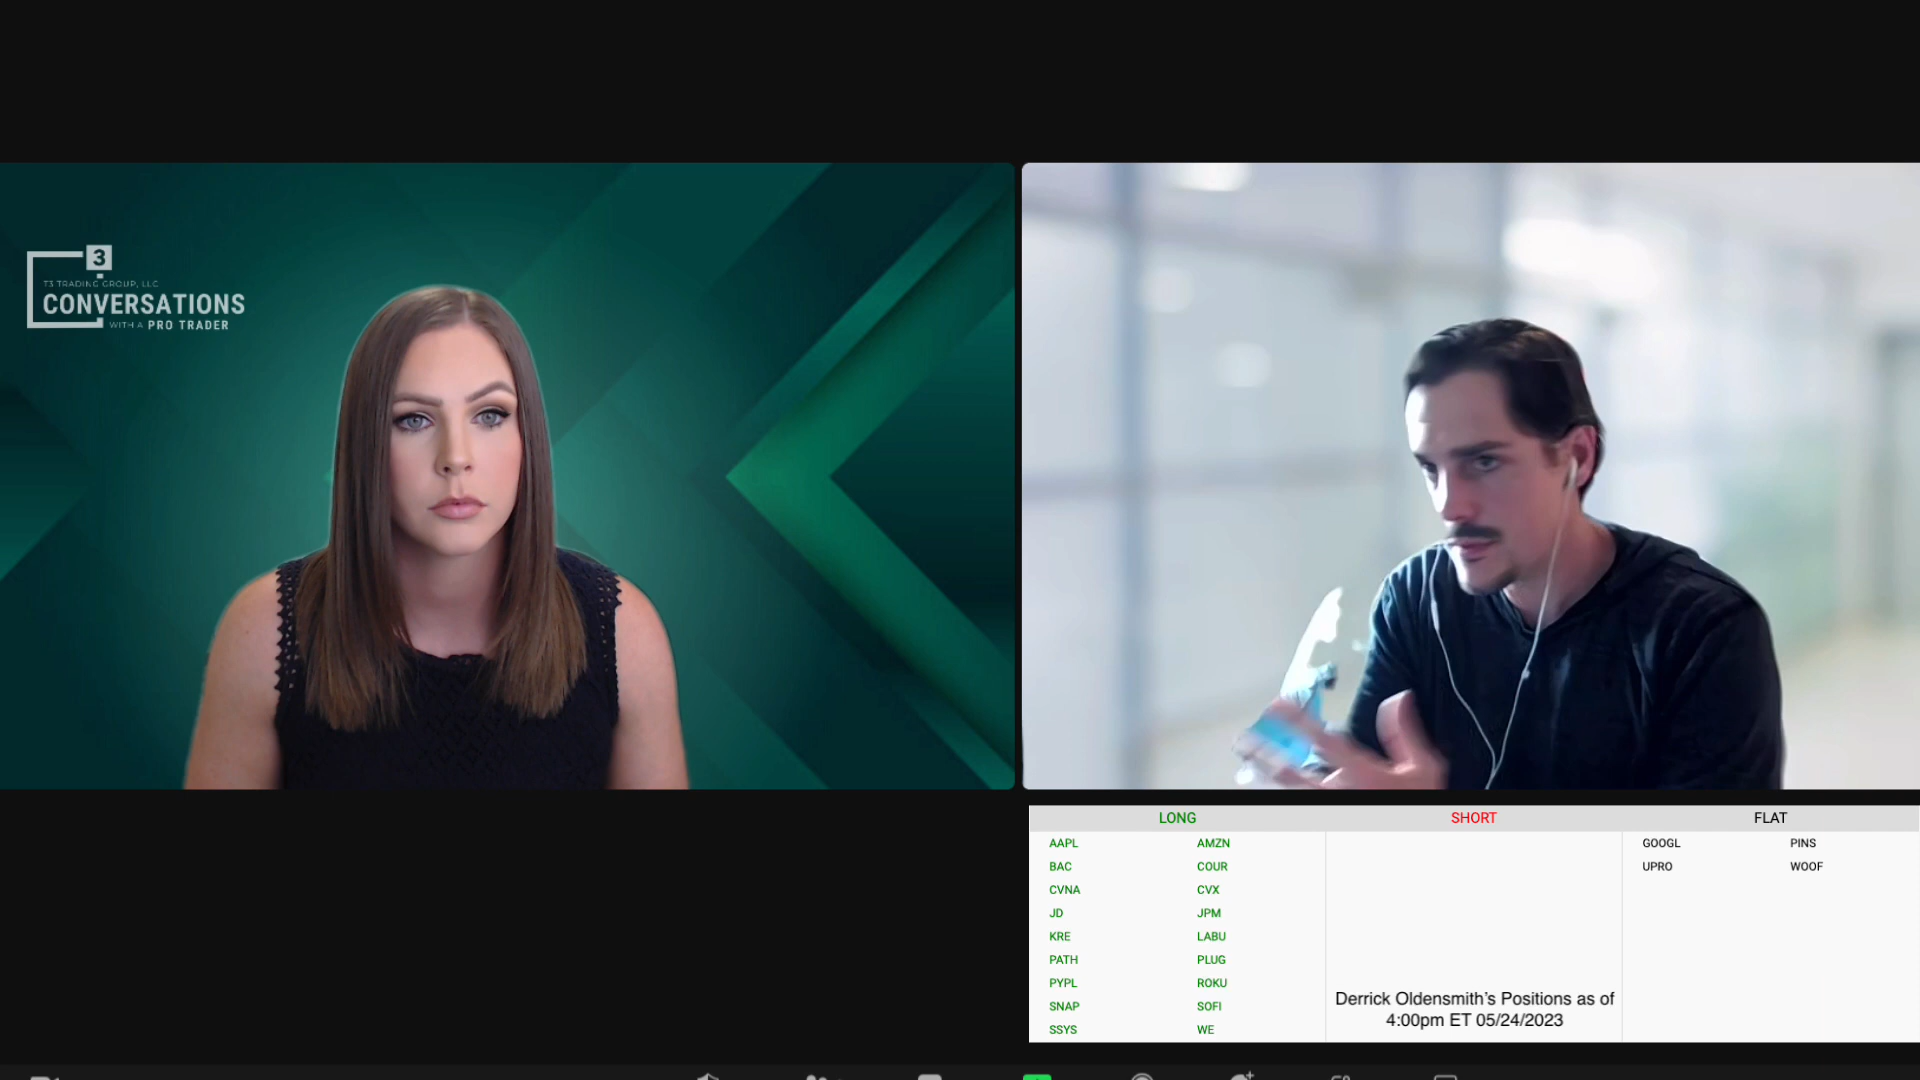 3
T3 TRADING GROUP, LLC
CONVERSATIONS
WITH A PRO TRADER
LONG SHORT FLAT
AAPL AMZN GOOGL PINS
BAC COUR UPRO WOOF
CVNA CVX
JD JPM
KRE LABU
PATH PLUG
PYPL ROKU
SNAP SOFI
SSYS WE
Derrick Oldensmith's Positions as of
4:00pm ET 05/24/2023